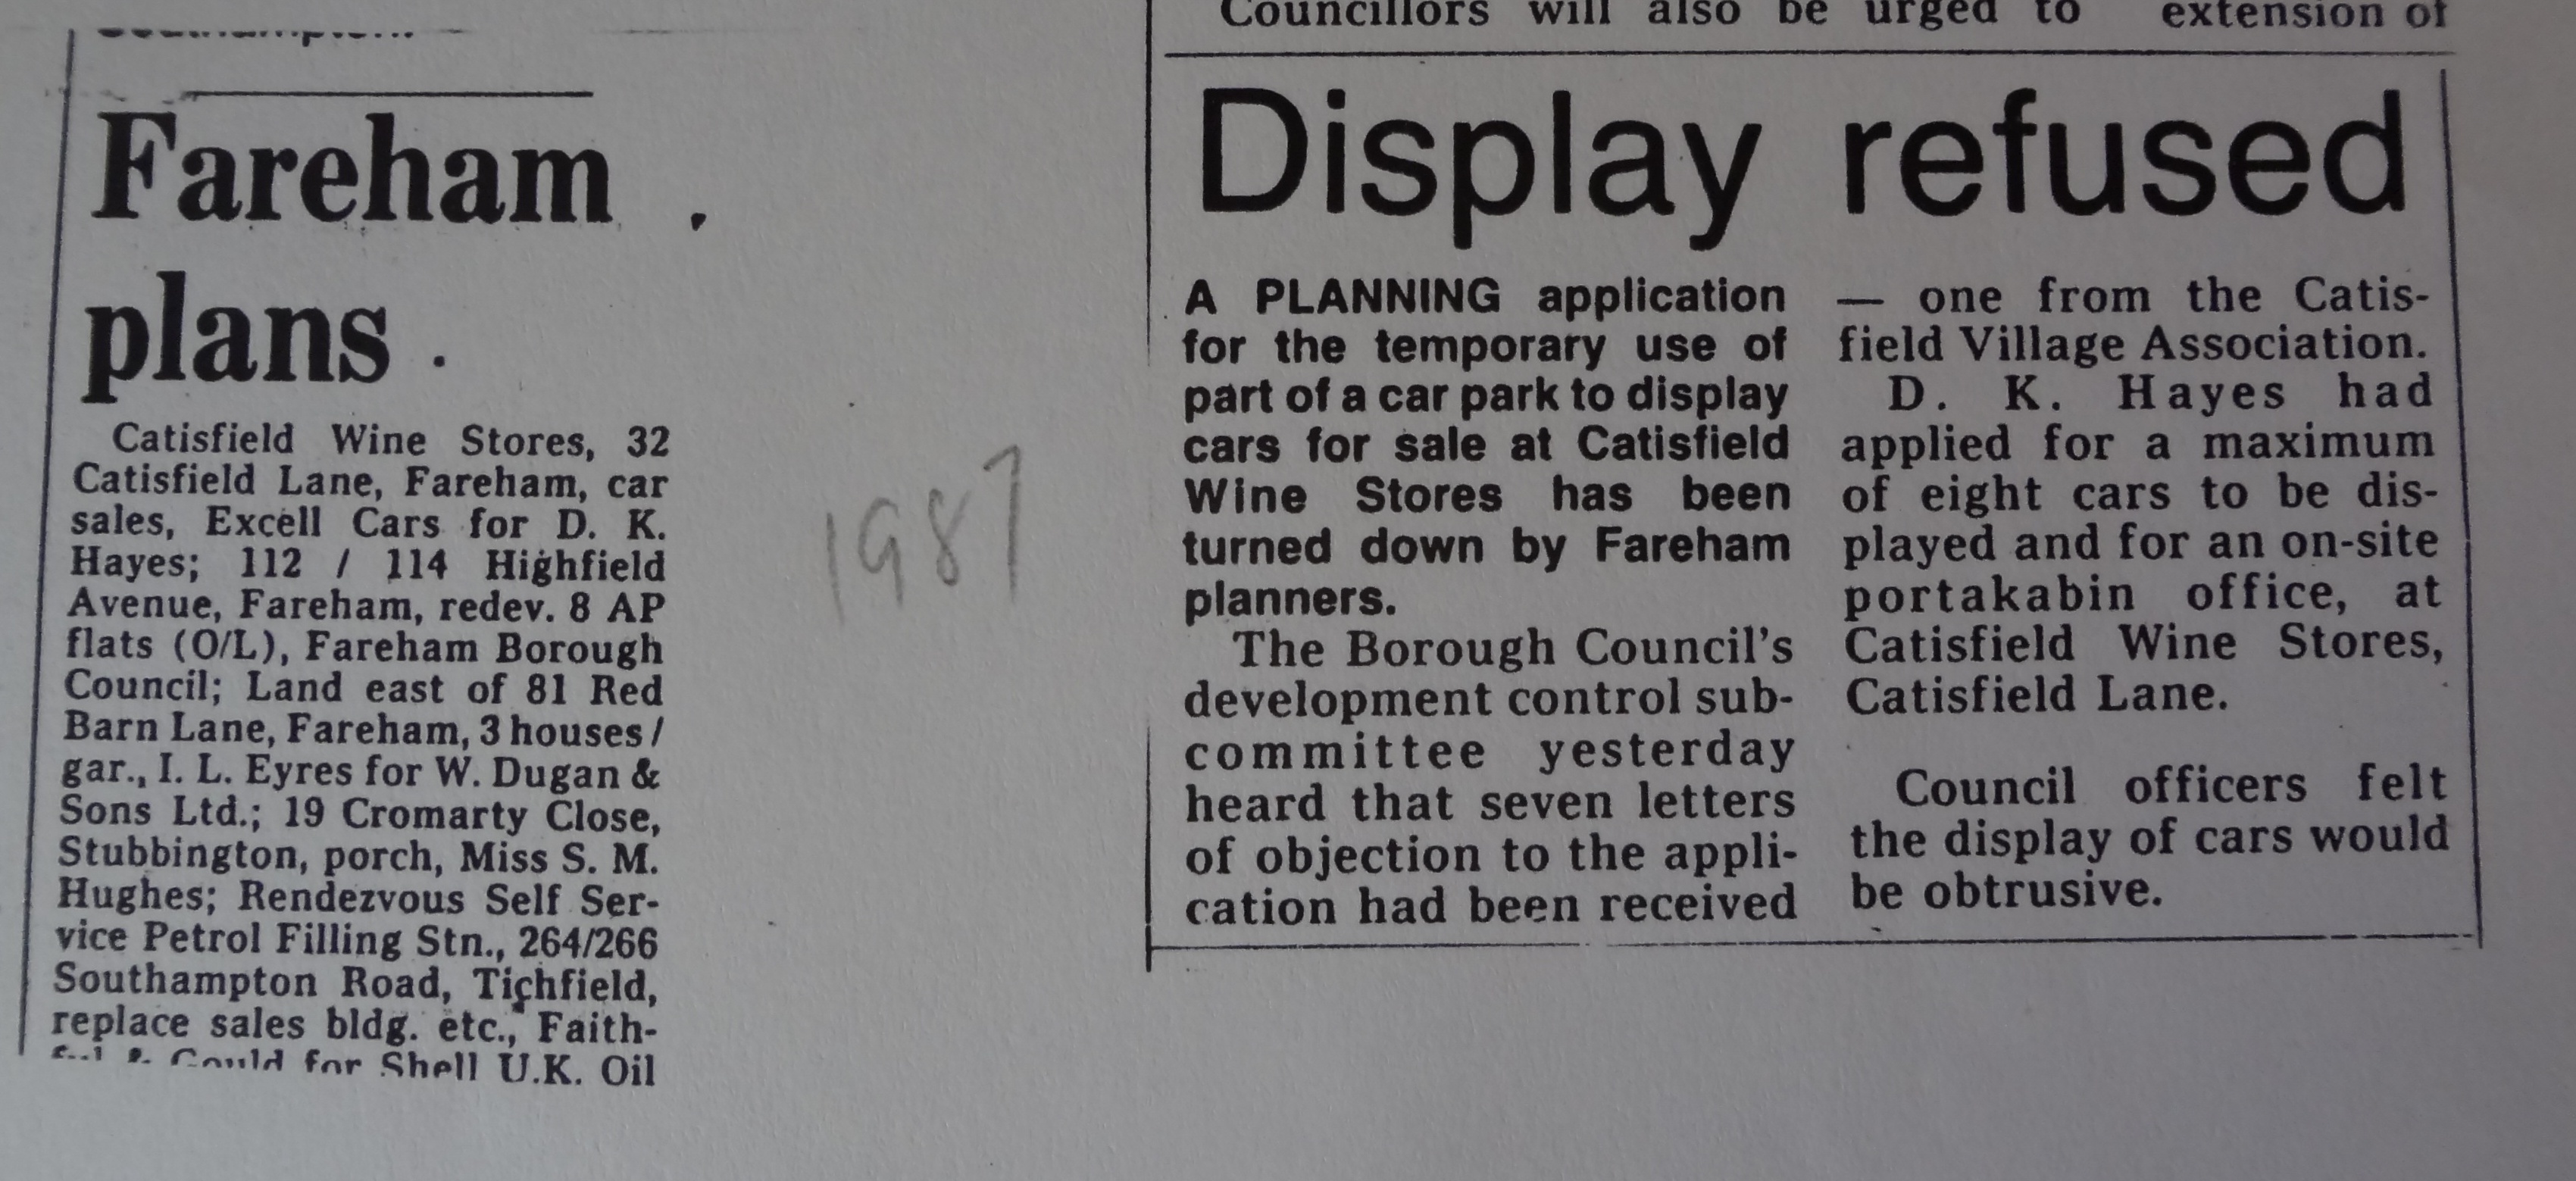 Fareham
plans
Catisfield Wine Stores, 32
Catisfield Lane, Fareham, car
sales, Excell Cars for D. K.
Hayes; 112 / 114 Highfield
Avenue, Fareham, redev. 8 AP
flats (O/L), Fareham Borough
Council; Land east of 81 Red
Barn Lane, Fareham, 3 houses /
gar., I. L. Eyres for W. Dugan &
Sons Ltd.; 19 Cromarty Close,
Stubbington, porch, Miss S. M.
Hughes; Rendezvous Self Ser-
vice Petrol Filling Stn., 264/266
Southampton Road, Tichfield,
replace sales bldg. etc., Faith-
Gould for Shell U.K. Oil
1987
Councillors will also be urged to
extension of
Display refused
A PLANNING application
for the temporary use of
part of a car park to display
cars for sale at Catisfield
Wine Stores has been
turned down by Fareham
planners.
The Borough Council's
development control sub-
committee yesterday
heard that seven letters
of objection to the appli-
cation had been received
— one from the Catis-
field Village Association.
D. K. Hayes had
applied for a maximum
of eight cars to be dis-
played and for an on-site
portakabin office, at
Catisfield Wine Stores,
Catisfield Lane.
Council officers felt
the display of cars would
be obtrusive.